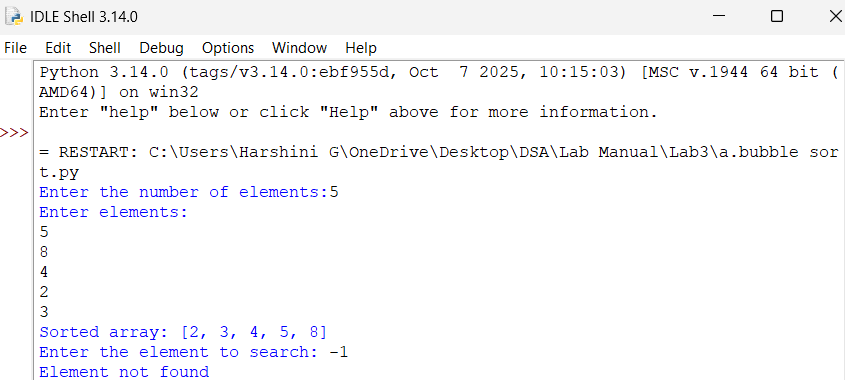 IDLE Shell 3.14.0
File Edit Shell Debug Options Window Help
Python 3.14.0 (tags/v3.14.0:ebf955d, Oct  7 2025, 10:15:03) [MSC v.1944 64 bit (
AMD64)] on win32
Enter "help" below or click "Help" above for more information.
>>>
= RESTART: C:\Users\Harshini G\OneDrive\Desktop\DSA\Lab Manual\Lab3\a.bubble sor
t.py
Enter the number of elements:5
Enter elements:
5
8
4
2
3
Sorted array: [2, 3, 4, 5, 8]
Enter the element to search: -1
Element not found